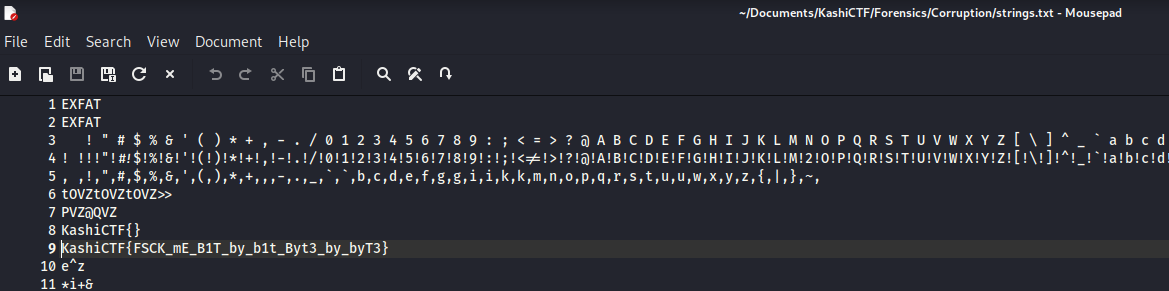 ~/Documents/KashiCTF/Forensics/Corruption/strings.txt - Mousepad
File Edit Search View Document Help
1 EXFAT
2 EXFAT
3   ! " # $ % & ' ( ) * + , - . / 0 1 2 3 4 5 6 7 8 9 : ; < = > ? @ A B C D E F G H I J K L M N O P Q R S T U V W X Y Z [ \ ] ^ _ ` a b c d
4 ! !!!"!#!$!%!&!'!(!)!*!+!,!-!.!/!0!1!2!3!4!5!6!7!8!9!:!;!<!=!>!?!@!A!B!C!D!E!F!G!H!I!J!K!L!M!2!O!P!Q!R!S!T!U!V!W!X!Y!Z![!\!]!^!_!`!a!b!c!d!
5 , ,!,",#,$,%,&,',(,),*,+,,,-,.,_,`,`,b,c,d,e,f,g,g,i,i,k,k,m,n,o,p,q,r,s,t,u,u,w,x,y,z,{,|,},~,
6 tOVZtOVZtOVZ>>
7 PVZ@QVZ
8 KashiCTF{}
9 KashiCTF{FSCK_mE_B1T_by_b1t_Byt3_by_byT3}
10 e^z
11 *i+&